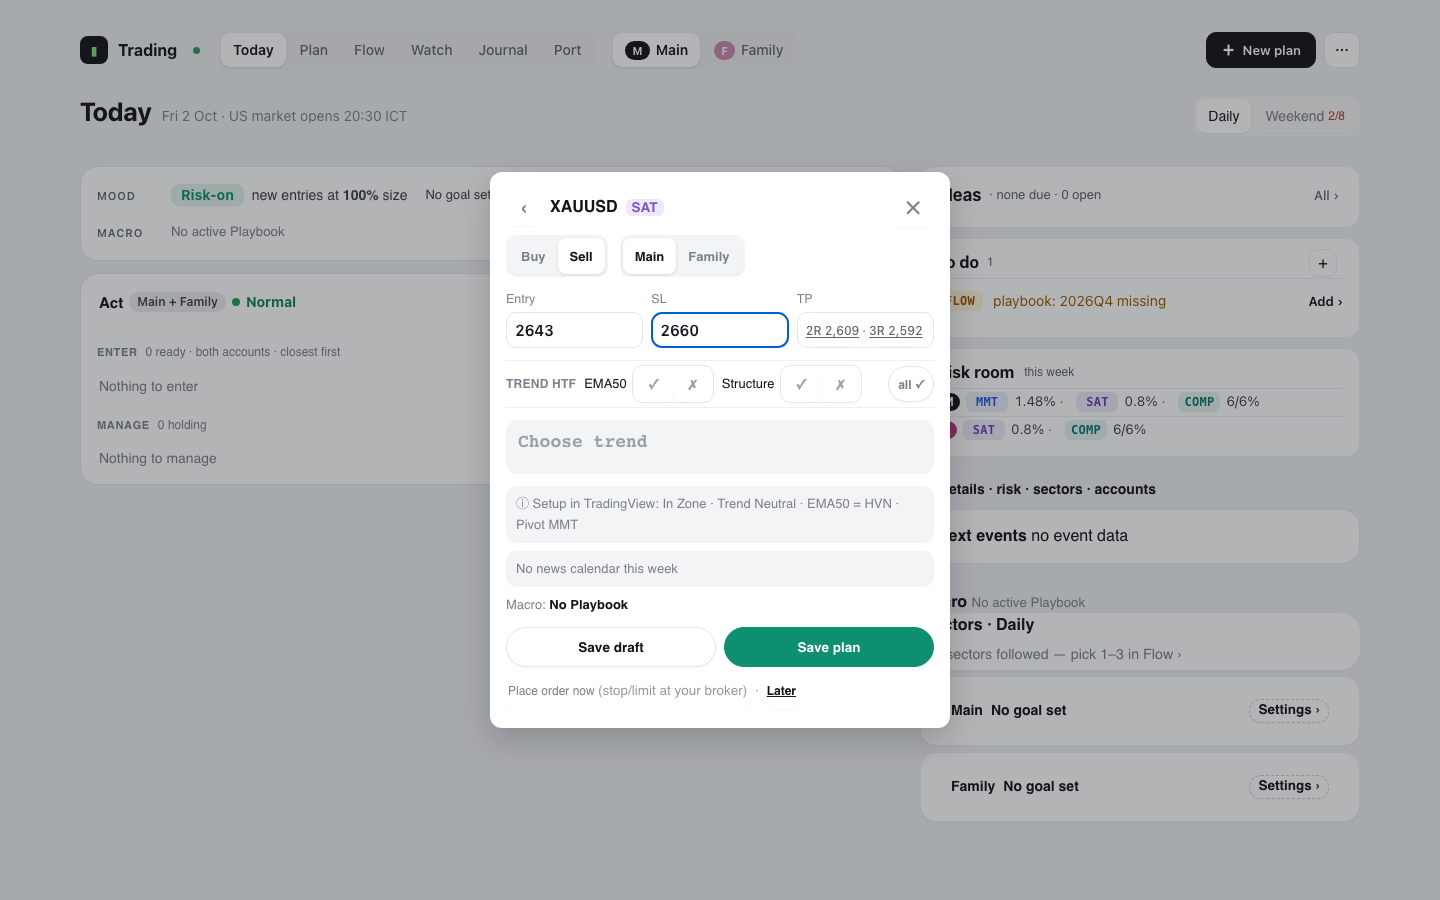 Trading
Today Plan Flow Watch Journal Port
M Main F Family
+ New plan
...
Today Fri 2 Oct · US market opens 20:30 ICT
Daily Weekend 2/8
MOOD Risk-on new entries at 100% size No goal set
MACRO No active Playbook
Act Main + Family Normal
ENTER 0 ready · both accounts · closest first
Nothing to enter
MANAGE 0 holding
Nothing to manage
‹ XAUUSD SAT ✕
Buy Sell Main Family
Entry SL TP
2643 2660 2R 2,609 · 3R 2,592
TREND HTF EMA50 ✓ ✗ Structure ✓ ✗ all ✓
Choose trend
ⓘ Setup in TradingView: In Zone · Trend Neutral · EMA50 = HVN ·
Pivot MMT
No news calendar this week
Macro: No Playbook
Save draft Save plan
Place order now (stop/limit at your broker) · Later
eas · none due · 0 open All ›
o do 1 +
FLOW playbook: 2026Q4 missing Add ›
isk room this week
MMT 1.48% · SAT 0.8% · COMP 6/6%
SAT 0.8% · COMP 6/6%
etails · risk · sectors · accounts
ext events no event data
ro No active Playbook
ctors · Daily
sectors followed — pick 1–3 in Flow ›
Main No goal set Settings ›
Family No goal set Settings ›